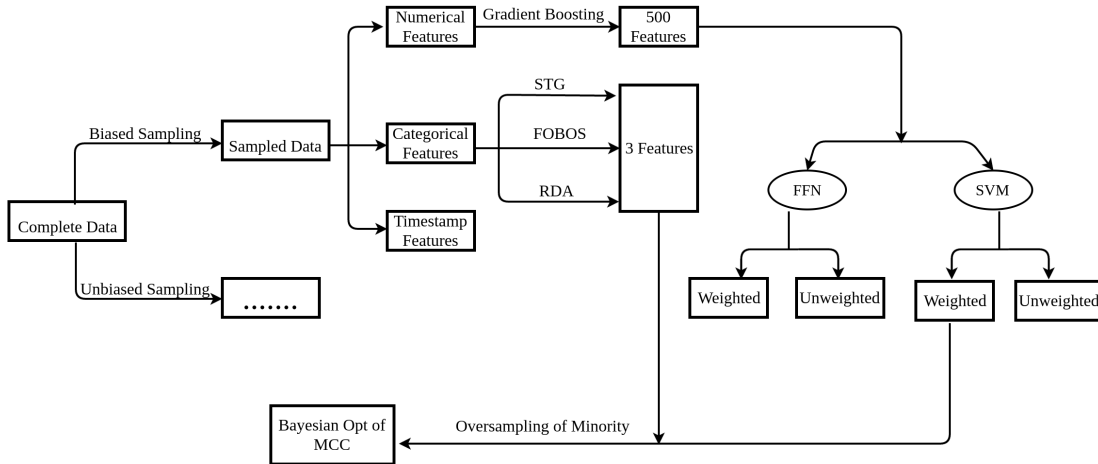 Numerical
Features
Gradient Boosting
500
Features
STG
Biased Sampling
Sampled Data
Categorical
Features
FOBOS
3 Features
RDA
FFN
SVM
Complete Data
Timestamp
Features
Unbiased Sampling
.......
Weighted
Unweighted
Weighted
Unweighted
Bayesian Opt of
MCC
Oversampling of Minority